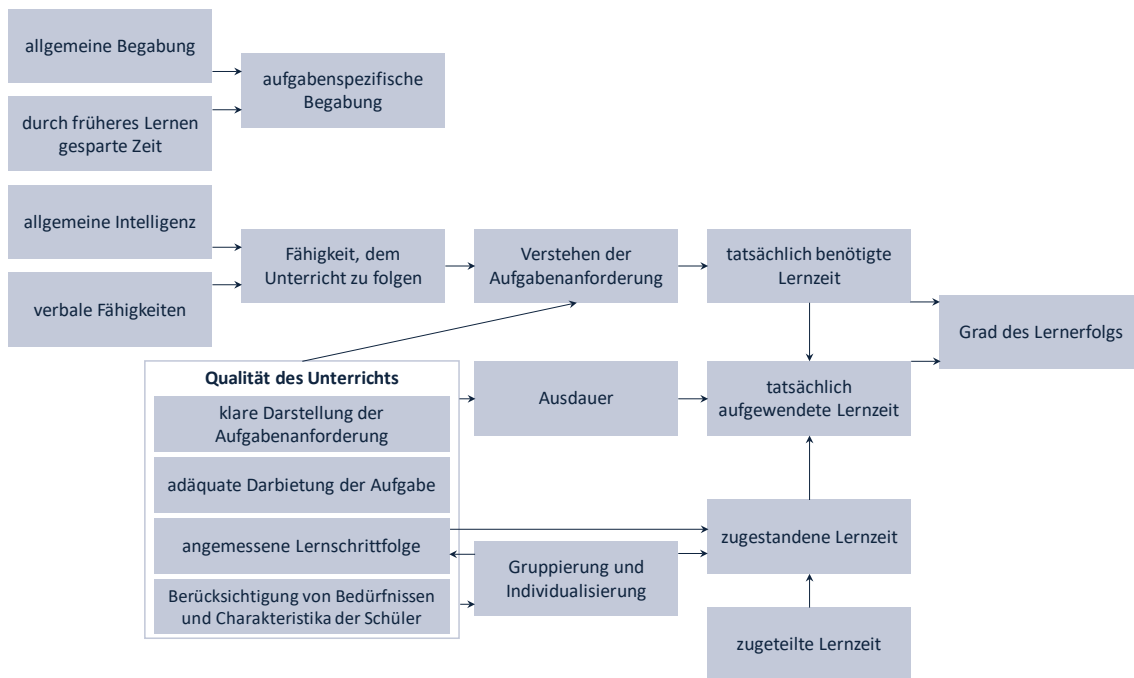 allgemeine Begabung
durch früheres Lernen
gesparte Zeit
aufgabenspezifische
Begabung
allgemeine Intelligenz
verbale Fähigkeiten
Fähigkeit, dem
Unterricht zu folgen
Verstehen der
Aufgabenanforderung
tatsächlich benötigte
Lernzeit
Grad des Lernerfolgs
Qualität des Unterrichts
klare Darstellung der
Aufgabenanforderung
adäquate Darbietung der Aufgabe
angemessene Lernschrittfolge
Berücksichtigung von Bedürfnissen
und Charakteristika der Schüler
Ausdauer
tatsächlich
aufgewendete Lernzeit
Gruppierung und
Individualisierung
zugestandene Lernzeit
zugeteilte Lernzeit